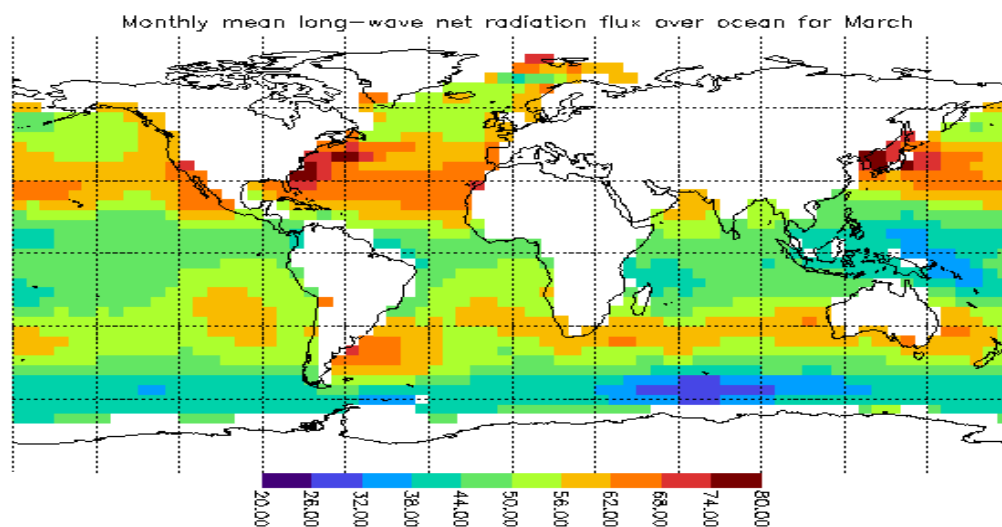 Monthly mean long-wave net radiation flux over ocean for March
20.00 26.00 32.00 38.00 44.00 50.00 56.00 62.00 68.00 74.00 80.00